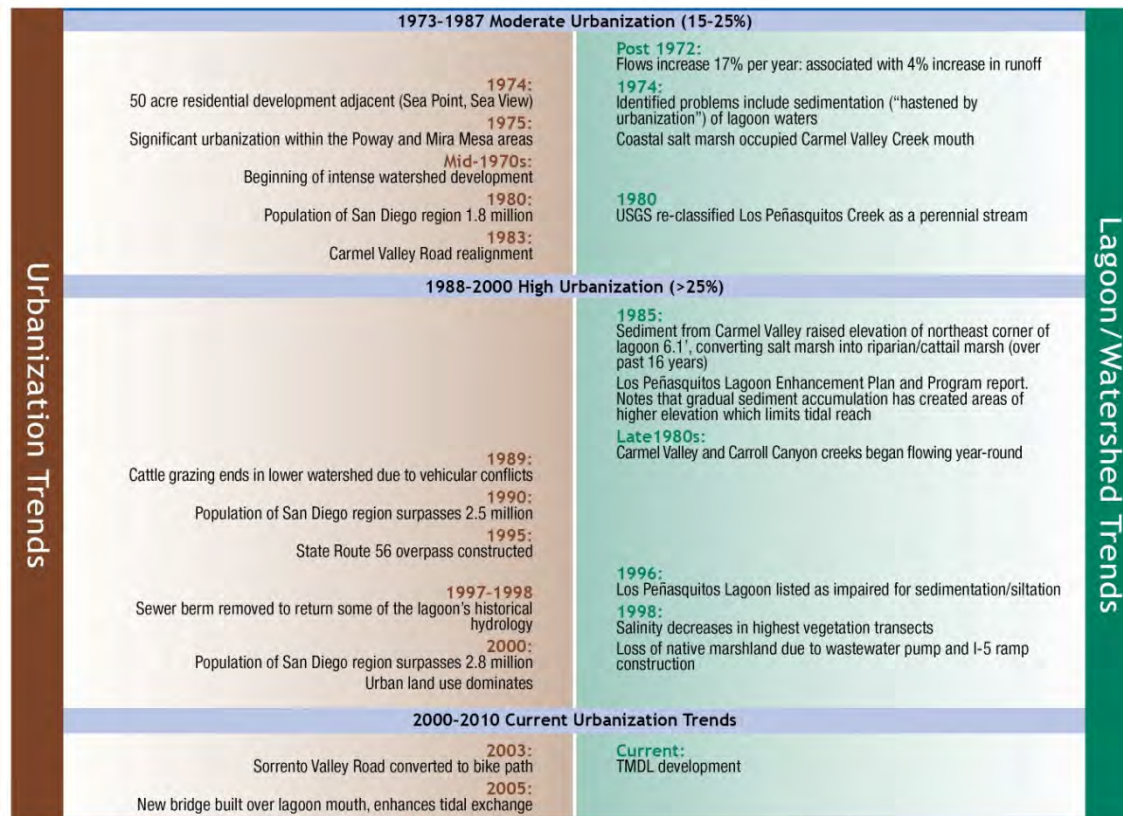 1973-1987 Moderate Urbanization (15-25%)
Urbanization Trends
1974:
50 acre residential development adjacent (Sea Point, Sea View)
1975:
Significant urbanization within the Poway and Mira Mesa areas
Mid-1970s:
Beginning of intense watershed development
1980:
Population of San Diego region 1.8 million
1983:
Carmel Valley Road realignment
Post 1972:
Flows increase 17% per year: associated with 4% increase in runoff
1974:
Identified problems include sedimentation (“hastened by
urbanization”) of lagoon waters
Coastal salt marsh occupied Carmel Valley Creek mouth
1980
USGS re-classified Los Peñasquitos Creek as a perennial stream
Lagoon/Watershed Trends
1988-2000 High Urbanization (>25%)
1989:
Cattle grazing ends in lower watershed due to vehicular conflicts
1990:
Population of San Diego region surpasses 2.5 million
1995:
State Route 56 overpass constructed
1997-1998
Sewer berm removed to return some of the lagoon’s historical
hydrology
2000:
Population of San Diego region surpasses 2.8 million
Urban land use dominates
1985:
Sediment from Carmel Valley raised elevation of northeast corner of
lagoon 6.1’, converting salt marsh into riparian/cattail marsh (over
past 16 years)
Los Peñasquitos Lagoon Enhancement Plan and Program report.
Notes that gradual sediment accumulation has created areas of
higher elevation which limits tidal reach
Late1980s:
Carmel Valley and Carroll Canyon creeks began flowing year-round
1996:
Los Peñasquitos Lagoon listed as impaired for sedimentation/siltation
1998:
Salinity decreases in highest vegetation transects
Loss of native marshland due to wastewater pump and I-5 ramp
construction
2000-2010 Current Urbanization Trends
2003:
Sorrento Valley Road converted to bike path
2005:
New bridge built over lagoon mouth, enhances tidal exchange
Current:
TMDL development